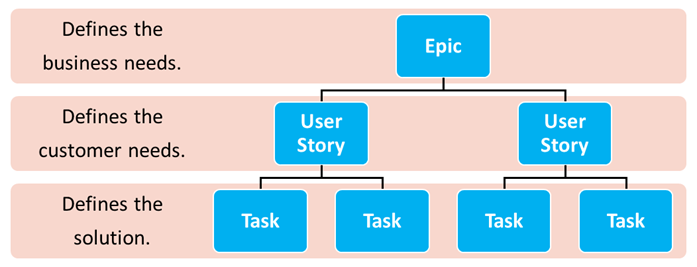 Defines the
business needs.
Epic
Defines the
customer needs.
User
Story
User
Story
Defines the
solution.
Task
Task
Task
Task